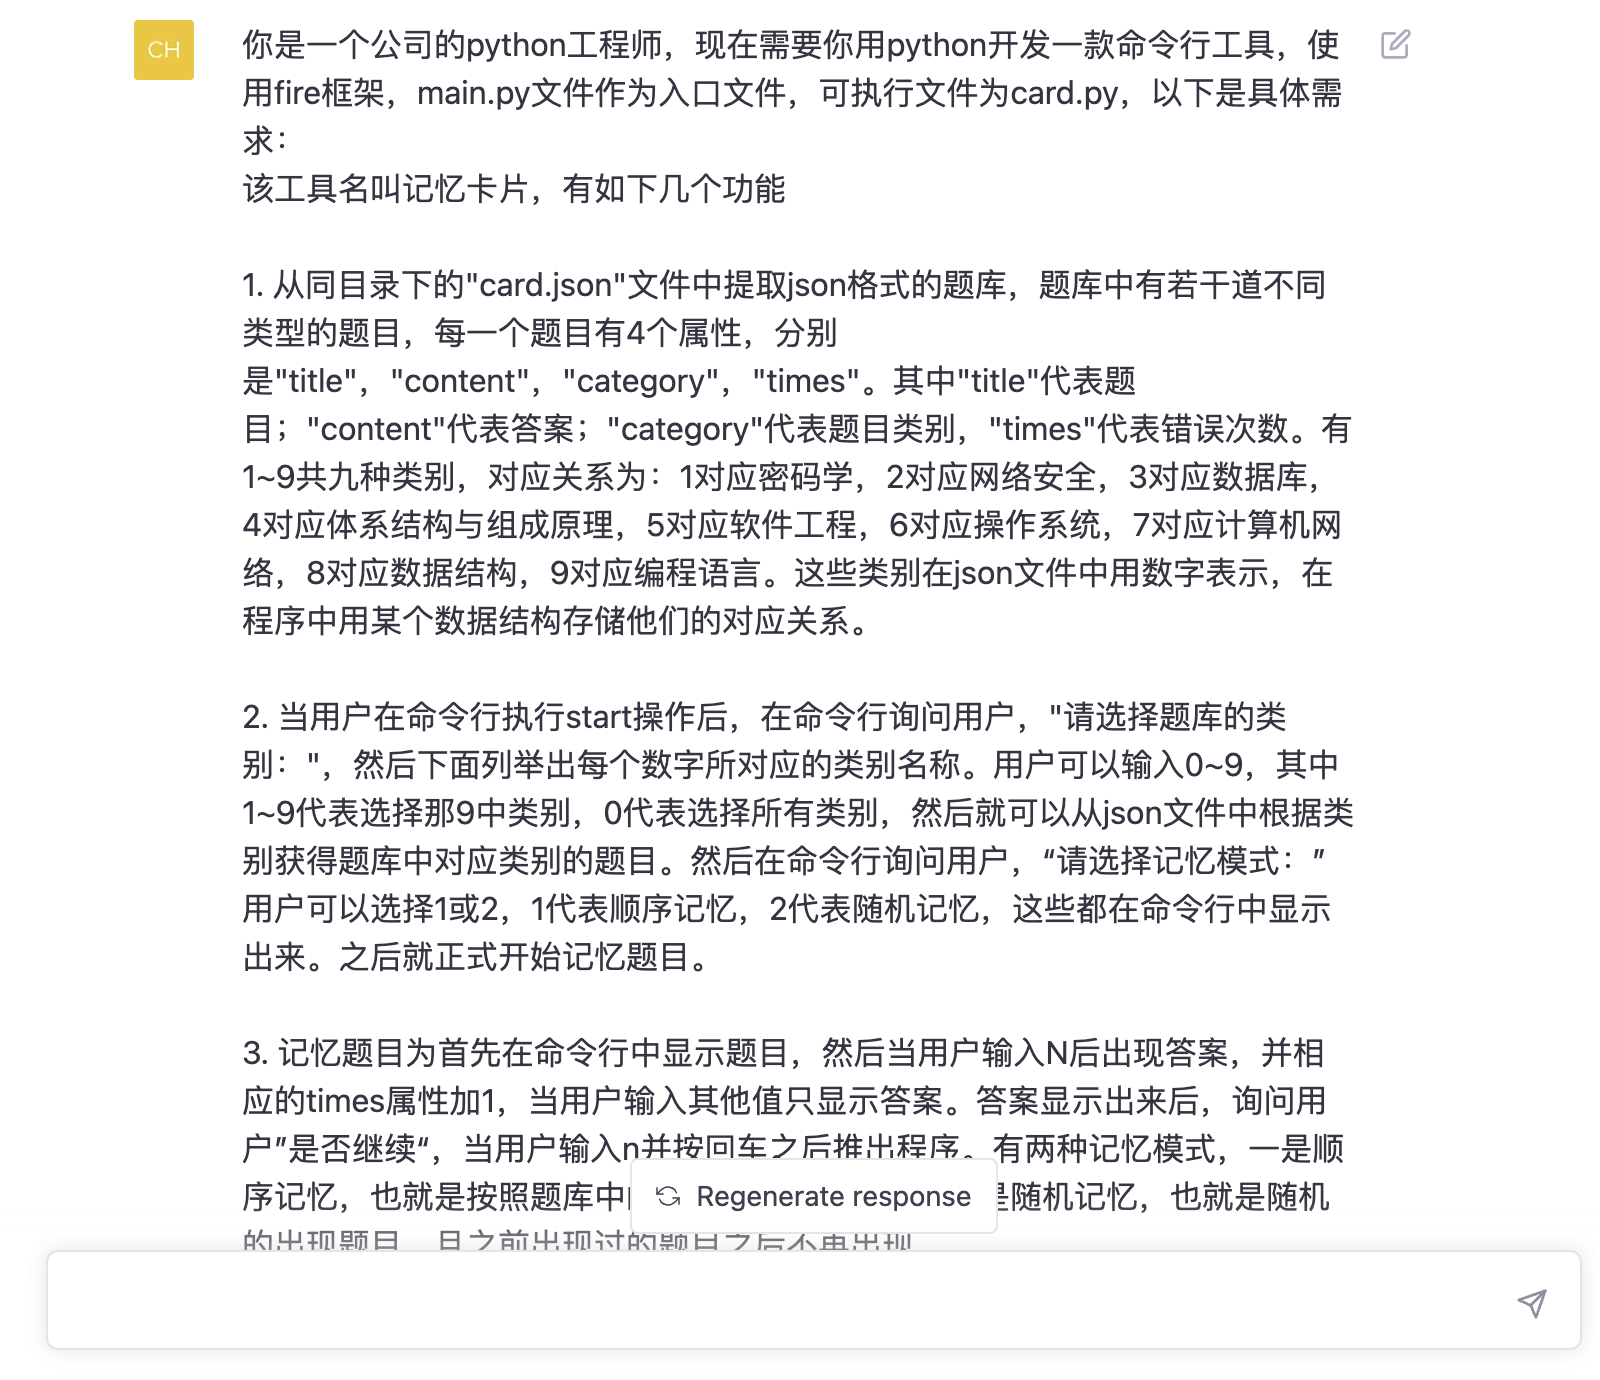 CH
你是一个公司的python工程师，现在需要你用python开发一款命令行工具，使
用fire框架，main.py文件作为入口文件，可执行文件为card.py，以下是具体需
求：
该工具名叫记忆卡片，有如下几个功能
1. 从同目录下的"card.json"文件中提取json格式的题库，题库中有若干道不同
类型的题目，每一个题目有4个属性，分别
是"title"，"content"，"category"，"times"。其中"title"代表题
目；"content"代表答案；"category"代表题目类别，"times"代表错误次数。有
1~9共九种类别，对应关系为：1对应密码学，2对应网络安全，3对应数据库，
4对应体系结构与组成原理，5对应软件工程，6对应操作系统，7对应计算机网
络，8对应数据结构，9对应编程语言。这些类别在json文件中用数字表示，在
程序中用某个数据结构存储他们的对应关系。
2. 当用户在命令行执行start操作后，在命令行询问用户，"请选择题库的类
别："，然后下面列举出每个数字所对应的类别名称。用户可以输入0~9，其中
1~9代表选择那9中类别，0代表选择所有类别，然后就可以从json文件中根据类
别获得题库中对应类别的题目。然后在命令行询问用户，“请选择记忆模式：”
用户可以选择1或2，1代表顺序记忆，2代表随机记忆，这些都在命令行中显示
出来。之后就正式开始记忆题目。
3. 记忆题目为首先在命令行中显示题目，然后当用户输入N后出现答案，并相
应的times属性加1，当用户输入其他值只显示答案。答案显示出来后，询问用
户”是否继续“，当用户输入n并按回车之后推出程序。有两种记忆模式，一是顺
序记忆，也就是按照题库中 是随机记忆，也就是随机
Regenerate response
的出现题目，且之前出现过的题目之后不再出现